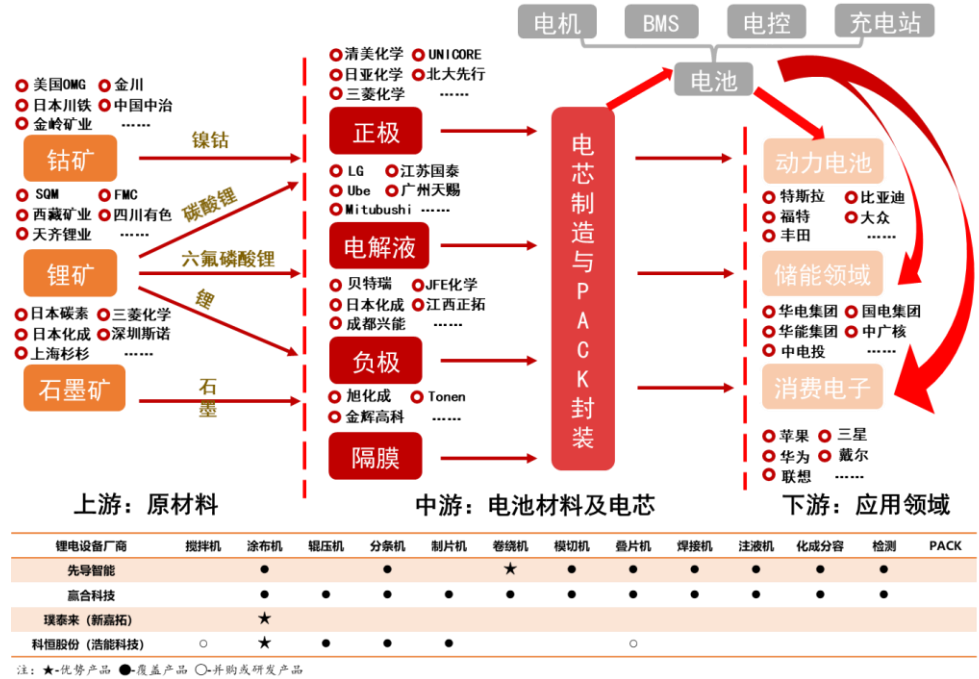 电机 BMS 电控 充电站
电池
清美化学 UNICORE
日亚化学 北大先行
三菱化学 ……
正极
美国OMG 金川
日本川铁 中国中治
金岭矿业 ……
钴矿
镍钴
SQM FMC
西藏矿业 四川有色
天齐锂业 ……
碳酸锂
锂矿
六氟磷酸锂
锂
日本碳素 三菱化学
日本化成 深圳斯诺
上海杉杉 ……
石墨矿
石墨
LG 江苏国泰
Ube 广州天赐
Mitubushi ……
电解液
贝特瑞 JFE化学
日本化成 江西正拓
成都兴能 ……
负极
旭化成 Tonen
金辉高科 ……
隔膜
电芯制造与PACK封装
动力电池
特斯拉 比亚迪
福特 大众
丰田 ……
储能领域
华电集团 国电集团
华能集团 中广核
中电投 ……
消费电子
苹果 三星
华为 戴尔
联想 ……
上游：原材料 中游：电池材料及电芯 下游：应用领域
锂电设备厂商 搅拌机 涂布机 辊压机 分条机 制片机 卷绕机 模切机 叠片机 焊接机 注液机 化成分容 检测 PACK
先导智能 ● ● ★ ● ● ● ● ● ●
赢合科技 ● ● ● ● ● ● ● ● ● ● ●
璞泰来（新嘉拓） ★
科恒股份（浩能科技） ○ ★ ● ● ● ○
注：★-优势产品 ●-覆盖产品 ○-并购或研发产品